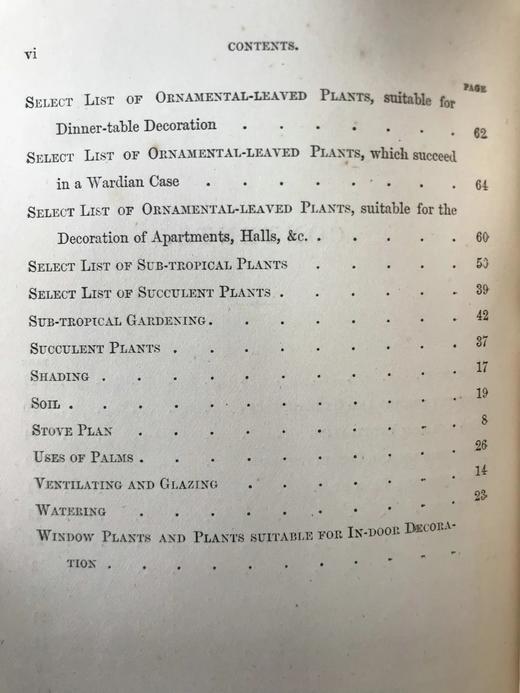 vi CONTENTS.
PAGE
SELECT LIST OF ORNAMENTAL-LEAVED PLANTS, suitable for
Dinner-table Decoration . . . . . . 62
SELECT LIST OF ORNAMENTAL-LEAVED PLANTS, which succeed
in a Wardian Case . . . . . . . 64
SELECT LIST OF ORNAMENTAL-LEAVED PLANTS, suitable for the
Decoration of Apartments, Halls, &c. . . . . . 60
SELECT LIST OF SUB-TROPICAL PLANTS . . . . 53
SELECT LIST OF SUCCULENT PLANTS . . . . . 39
SUB-TROPICAL GARDENING . . . . . . . 42
SUCCULENT PLANTS . . . . . . . . 37
SHADING . . . . . . . . . . 17
SOIL . . . . . . . . . . . 19
STOVE PLAN . . . . . . . . . 8
USES OF PALMS . . . . . . . . . 26
VENTILATING AND GLAZING . . . . . . 14
WATERING . . . . . . . . . 23
WINDOW PLANTS AND PLANTS SUITABLE FOR IN-DOOR DECORA-
TION . . . . . . . . . .